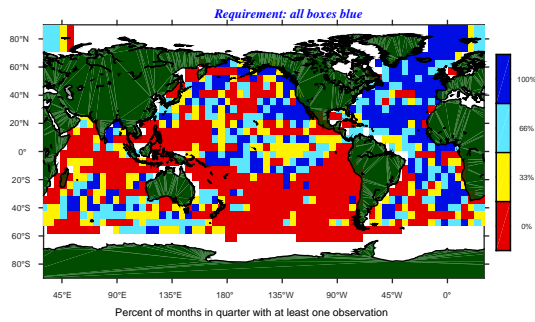 Requirement: all boxes blue
80°N
60°N
40°N
20°N
0°
20°S
40°S
60°S
80°S
100%
66%
33%
0%
45°E 90°E 135°E 180° 135°W 90°W 45°W 0°
Percent of months in quarter with at least one observation